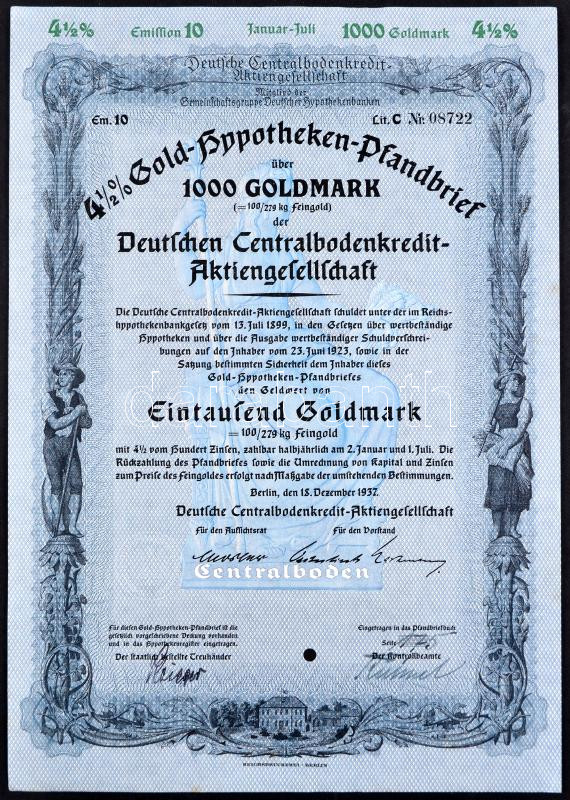 4½% Emission 10 Januar-Juli 1000 Goldmark 4½%
Deutsche Centralbodenkredit-
Aktiengesellschaft
Mitglied der
Gemeinschaftsgruppe Deutscher Hypothekenbanken
Em. 10 Lit. C Nr. 08722
4½% Gold-Hypotheken-Pfandbrief
über
1000 GOLDMARK
(=100/279 kg Feingold)
der
Deutschen Centralbodenkredit-
Aktiengesellschaft
Die Deutsche Centralbodenkredit-Aktiengesellschaft schuldet unter der im Reichs-
hypothekenbankgesetz vom 13. Juli 1899, in den Gesetzen über wertbeständige
Hypotheken und über die Ausgabe wertbeständiger Schuldverschrei-
bungen auf den Inhaber vom 23. Juni 1923, sowie in der
Satzung bestimmten Sicherheit dem Inhaber dieses
Gold-Hypotheken-Pfandbriefes
den Geldwert von
Eintausend Goldmark
=100/279 kg Feingold
mit 4½ vom Hundert Zinsen, zahlbar halbjährlich am 2. Januar und 1. Juli. Die
Rückzahlung des Pfandbriefes sowie die Umrechnung von Kapital und Zinsen
zum Preise des Feingoldes erfolgt nach Maßgabe der umstehenden Bestimmungen.
Berlin, den 18. Dezember 1937.
Deutsche Centralbodenkredit-Aktiengesellschaft
Für den Aufsichtsrat Für den Vorstand
Centralboden
Für diesen Gold-Hypotheken-Pfandbrief ist die
gesetzlich vorgeschriebene Deckung vorhanden
und in das Hypothekenregister eingetragen.
Der staatlich bestellte Treuhänder
Eingetragen in das Pfandbriefbuch
Seite
Der Kontrollbeamte
REICHSDRUCKEREI · BERLIN